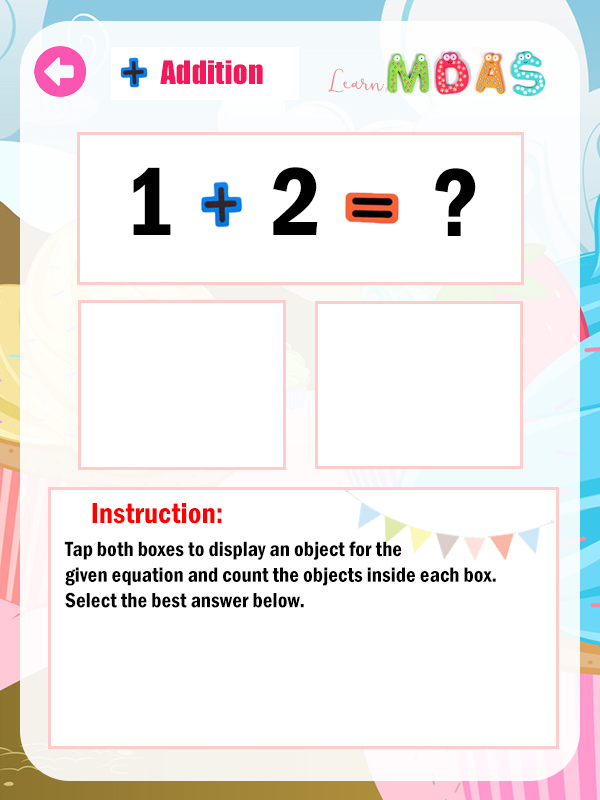 + Addition
Learn MDAS
1 + 2 = ?
Instruction:
Tap both boxes to display an object for the
given equation and count the objects inside each box.
Select the best answer below.